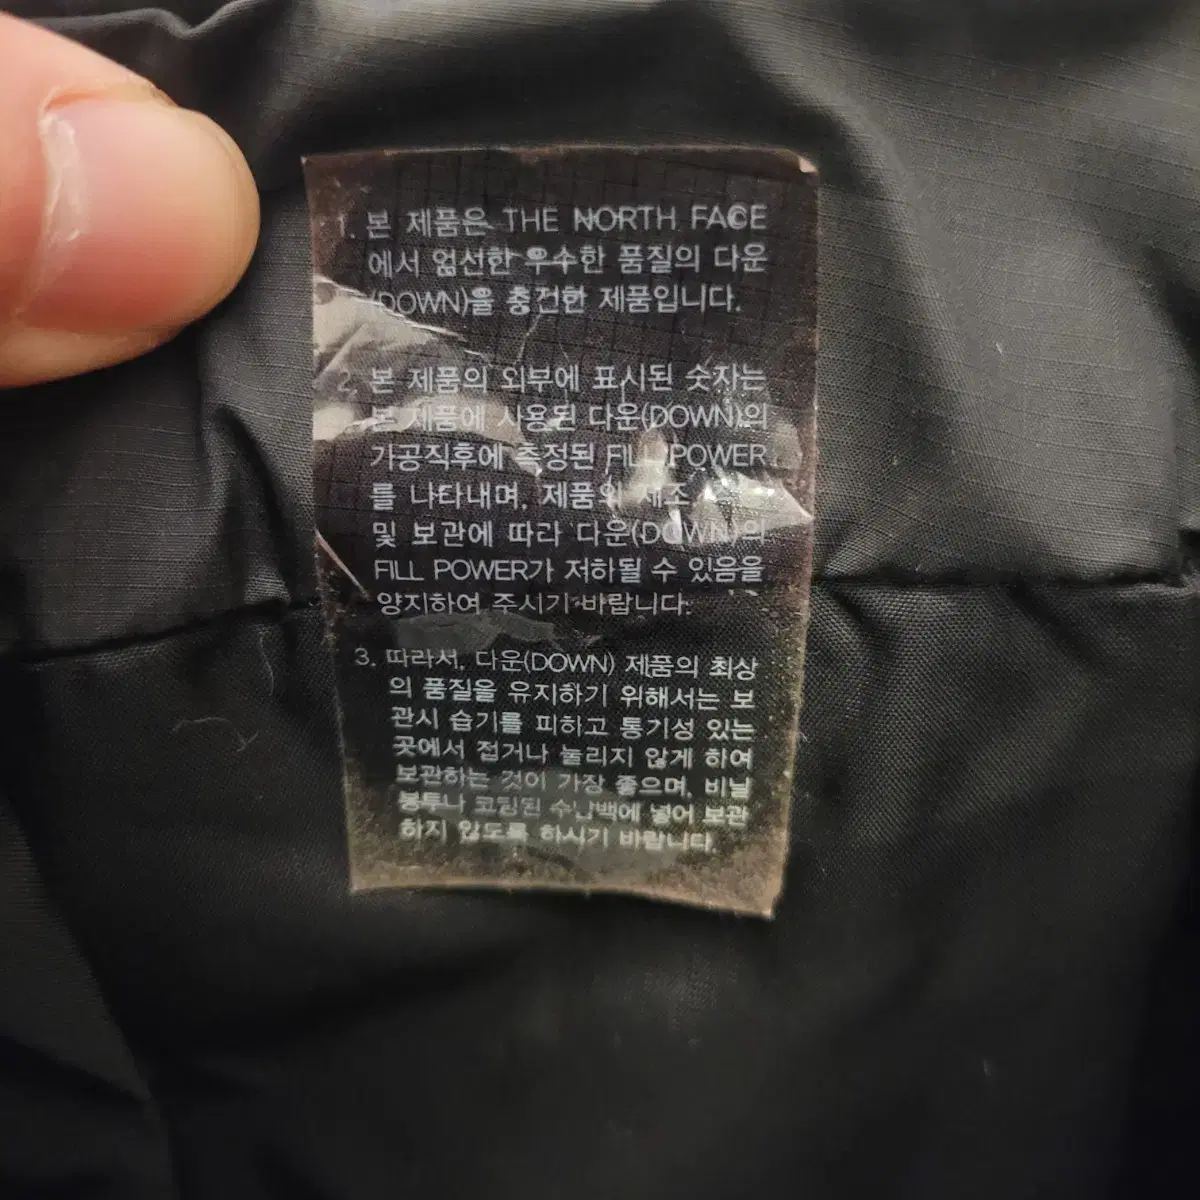 1. 본 제품은 THE NORTH FACE
에서 엄선한 우수한 품질의 다운
(DOWN)을 충전한 제품입니다.
2. 본 제품의 외부에 표시된 숫자는
본 제품에 사용된 다운(DOWN)의
가공직후에 측정된 FILL POWER
를 나타내며, 제품의 제조
및 보관에 따라 다운(DOWN)의
FILL POWER가 저하될 수 있음을
양지하여 주시기 바랍니다.
3. 따라서, 다운(DOWN) 제품의 최상
의 품질을 유지하기 위해서는 보
관시 습기를 피하고 통기성 있는
곳에서 접거나 눌리지 않게 하여
보관하는 것이 가장 좋으며, 비닐
봉투나 코팅된 수납백에 넣어 보관
하지 않도록 하시기 바랍니다.